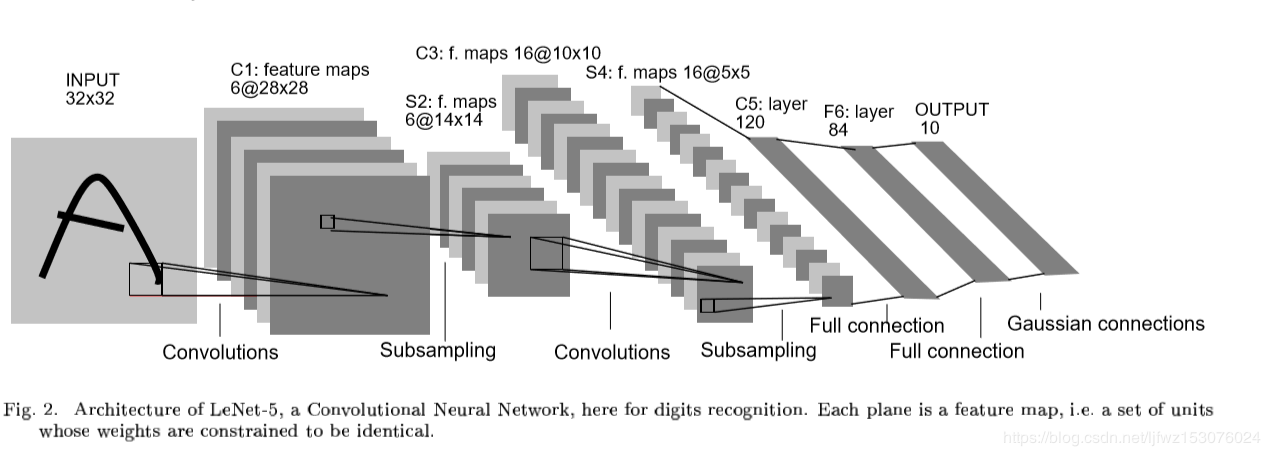 INPUT
32x32
C1: feature maps
6@28x28
S2: f. maps
6@14x14
C3: f. maps 16@10x10
S4: f. maps 16@5x5
C5: layer
120
F6: layer
84
OUTPUT
10
Convolutions
Subsampling
Convolutions
Subsampling
Full connection
Full connection
Gaussian connections
Fig. 2. Architecture of LeNet-5, a Convolutional Neural Network, here for digits recognition. Each plane is a feature map, i.e. a set of units
whose weights are constrained to be identical.
https://blog.csdn.net/ljfwz153076024